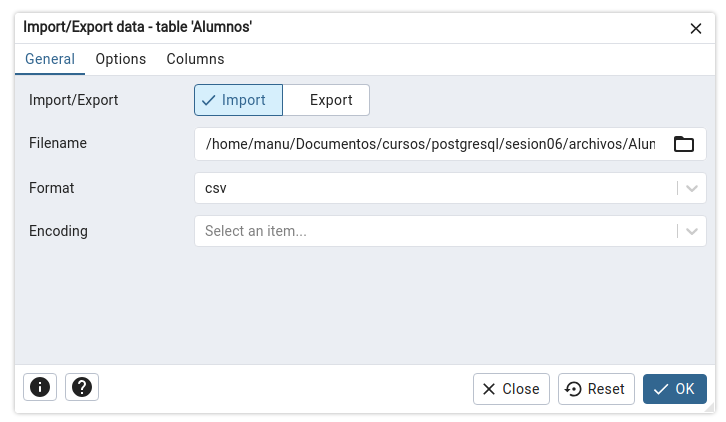 Import/Export data - table 'Alumnos'
General Options Columns
Import/Export Import Export
Filename /home/manu/Documentos/cursos/postgresql/sesion06/archivos/Alun
Format csv
Encoding Select an item...
Close Reset OK